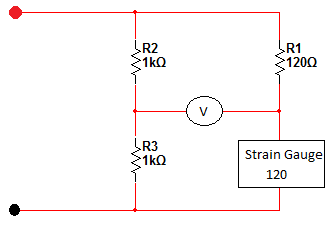 R2
1kΩ
R1
120Ω
V
R3
1kΩ
Strain Gauge
120